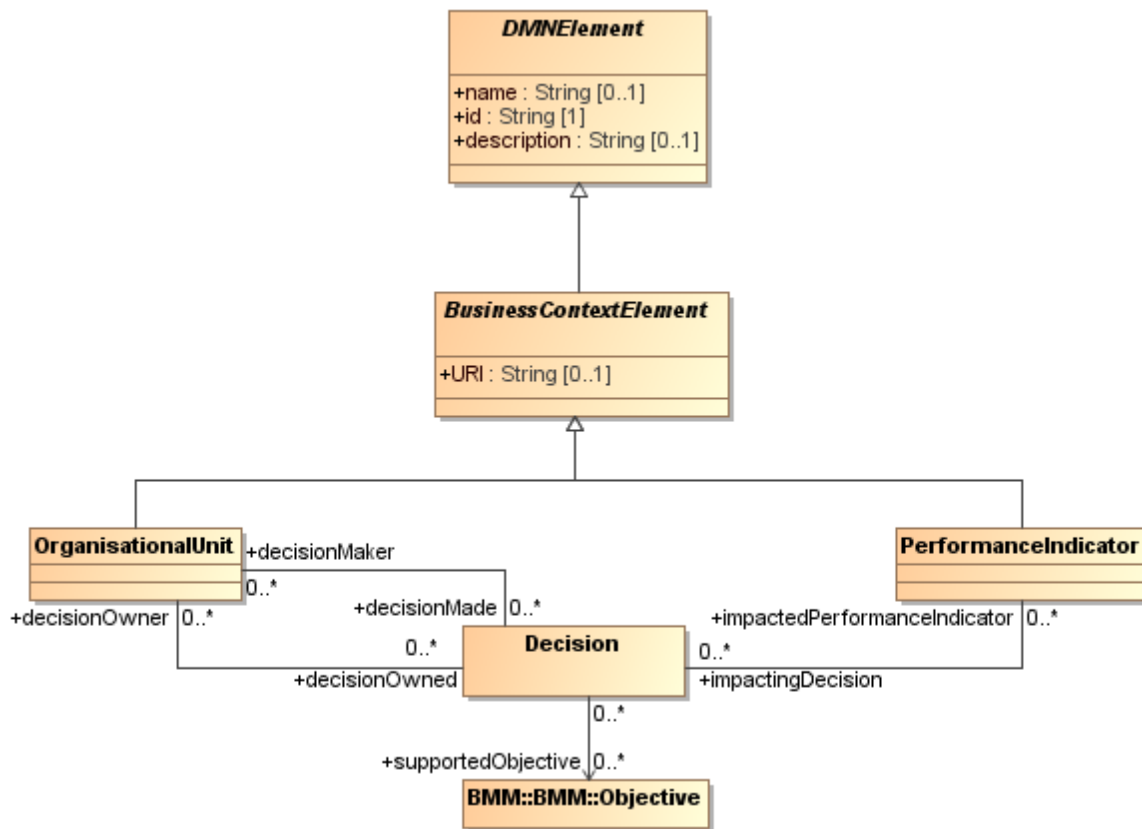 DMNElement
+name : String [0..1]
+id : String [1]
+description : String [0..1]
BusinessContextElement
+URI : String [0..1]
OrganisationalUnit
PerformanceIndicator
+decisionMaker
0..*
+decisionOwner
0..*
+decisionMade
0..*
+impactedPerformanceIndicator
0..*
Decision
0..*
+decisionOwned
0..*
+impactingDecision
0..*
+supportedObjective
0..*
BMM::BMM::Objective